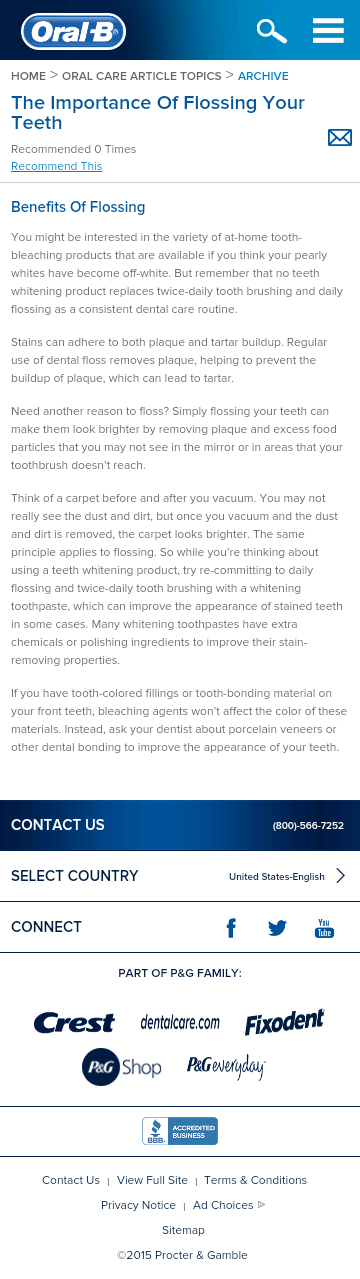 Oral-B®
HOME > ORAL CARE ARTICLE TOPICS > ARCHIVE
The Importance Of Flossing Your
Teeth
Recommended 0 Times
Recommend This
Benefits Of Flossing
You might be interested in the variety of at-home tooth-
bleaching products that are available if you think your pearly
whites have become off-white. But remember that no teeth
whitening product replaces twice-daily tooth brushing and daily
flossing as a consistent dental care routine.
Stains can adhere to both plaque and tartar buildup. Regular
use of dental floss removes plaque, helping to prevent the
buildup of plaque, which can lead to tartar.
Need another reason to floss? Simply flossing your teeth can
make them look brighter by removing plaque and excess food
particles that you may not see in the mirror or in areas that your
toothbrush doesn't reach.
Think of a carpet before and after you vacuum. You may not
really see the dust and dirt, but once you vacuum and the dust
and dirt is removed, the carpet looks brighter. The same
principle applies to flossing. So while you're thinking about
using a teeth whitening product, try re-committing to daily
flossing and twice-daily tooth brushing with a whitening
toothpaste, which can improve the appearance of stained teeth
in some cases. Many whitening toothpastes have extra
chemicals or polishing ingredients to improve their stain-
removing properties.
If you have tooth-colored fillings or tooth-bonding material on
your front teeth, bleaching agents won't affect the color of these
materials. Instead, ask your dentist about porcelain veneers or
other dental bonding to improve the appearance of your teeth.
CONTACT US (800)-566-7252
SELECT COUNTRY United States-English
CONNECT You Tube
PART OF P&G FAMILY:
Crest dentalcare.com Fixodent
P&G Shop P&G everyday
BBB ACCREDITED BUSINESS
Contact Us | View Full Site | Terms & Conditions
Privacy Notice | Ad Choices
Sitemap
©2015 Procter & Gamble